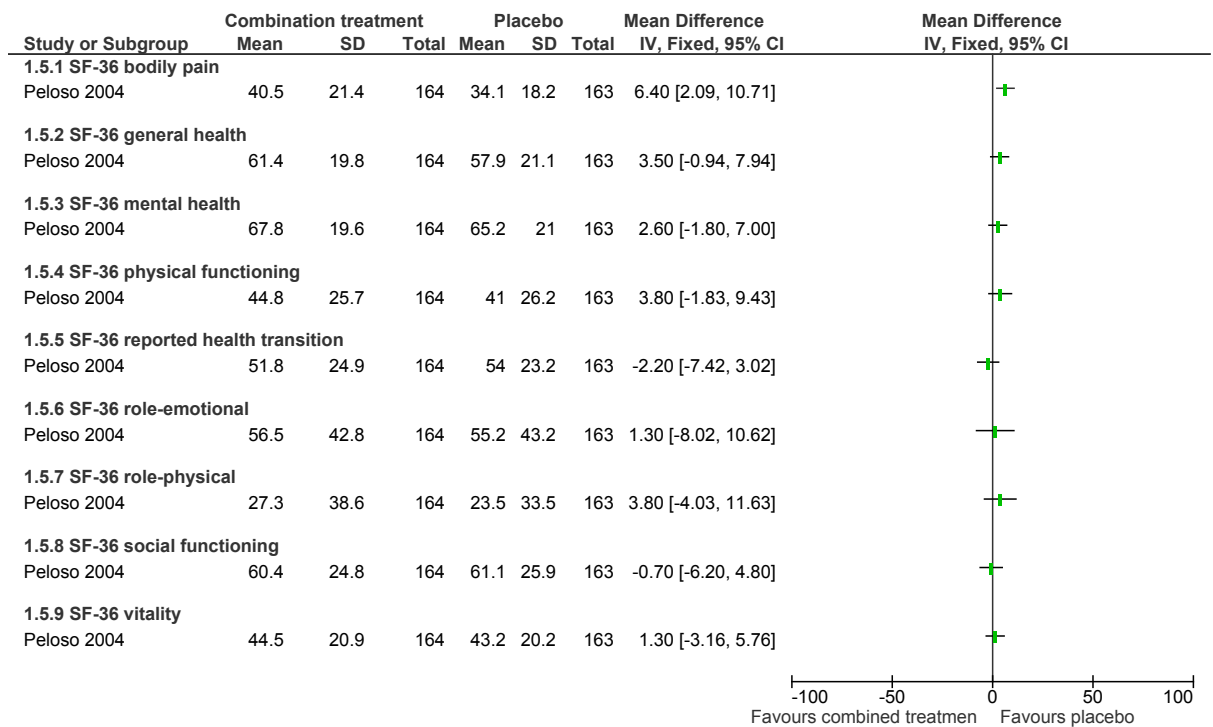 Combination treatment Placebo Mean Difference Mean Difference
Study or Subgroup Mean SD Total Mean SD Total IV, Fixed, 95% CI IV, Fixed, 95% CI
1.5.1 SF-36 bodily pain
Peloso 2004 40.5 21.4 164 34.1 18.2 163 6.40 [2.09, 10.71]
1.5.2 SF-36 general health
Peloso 2004 61.4 19.8 164 57.9 21.1 163 3.50 [-0.94, 7.94]
1.5.3 SF-36 mental health
Peloso 2004 67.8 19.6 164 65.2 21 163 2.60 [-1.80, 7.00]
1.5.4 SF-36 physical functioning
Peloso 2004 44.8 25.7 164 41 26.2 163 3.80 [-1.83, 9.43]
1.5.5 SF-36 reported health transition
Peloso 2004 51.8 24.9 164 54 23.2 163 -2.20 [-7.42, 3.02]
1.5.6 SF-36 role-emotional
Peloso 2004 56.5 42.8 164 55.2 43.2 163 1.30 [-8.02, 10.62]
1.5.7 SF-36 role-physical
Peloso 2004 27.3 38.6 164 23.5 33.5 163 3.80 [-4.03, 11.63]
1.5.8 SF-36 social functioning
Peloso 2004 60.4 24.8 164 61.1 25.9 163 -0.70 [-6.20, 4.80]
1.5.9 SF-36 vitality
Peloso 2004 44.5 20.9 164 43.2 20.2 163 1.30 [-3.16, 5.76]
-100 -50 0 50 100
Favours combined treatmen Favours placebo